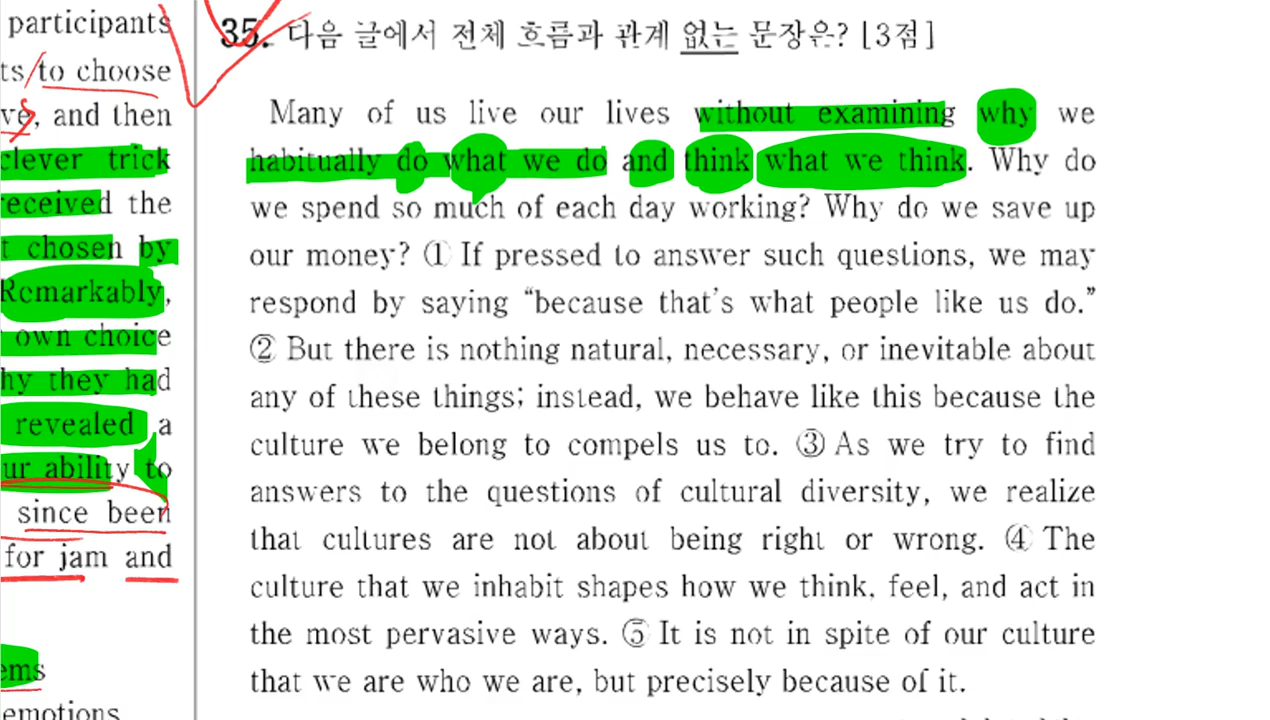 participants
ts to choose
ve, and then
clever trick
received the
t chosen by
Remarkably,
own choice
hy they had
revealed a
ur ability to
since been
for jam and
ems
emotions
35. 다음 글에서 전체 흐름과 관계 없는 문장은? [3점]
Many of us live our lives without examining why we
habitually do what we do and think what we think. Why do
we spend so much of each day working? Why do we save up
our money? ① If pressed to answer such questions, we may
respond by saying “because that’s what people like us do.”
② But there is nothing natural, necessary, or inevitable about
any of these things; instead, we behave like this because the
culture we belong to compels us to. ③ As we try to find
answers to the questions of cultural diversity, we realize
that cultures are not about being right or wrong. ④ The
culture that we inhabit shapes how we think, feel, and act in
the most pervasive ways. ⑤ It is not in spite of our culture
that we are who we are, but precisely because of it.